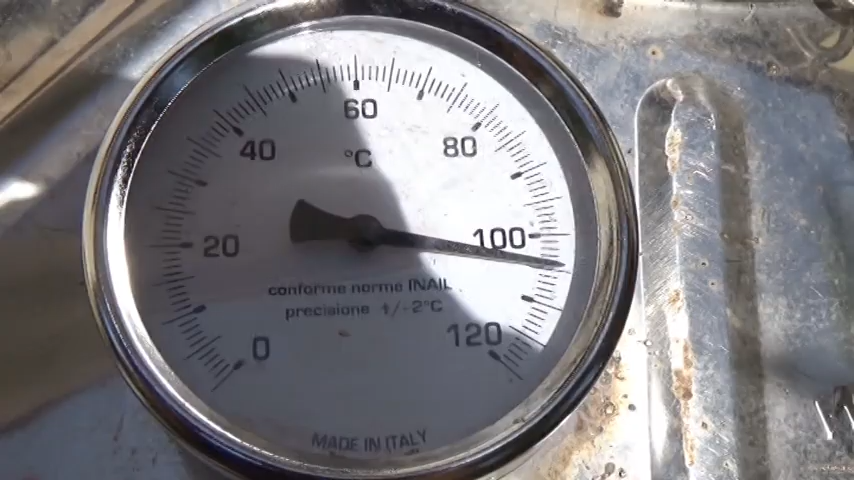 60
40 °C 80
20 100
conforme norme INAIL
precisione +/-2°C
0 120
MADE IN ITALY